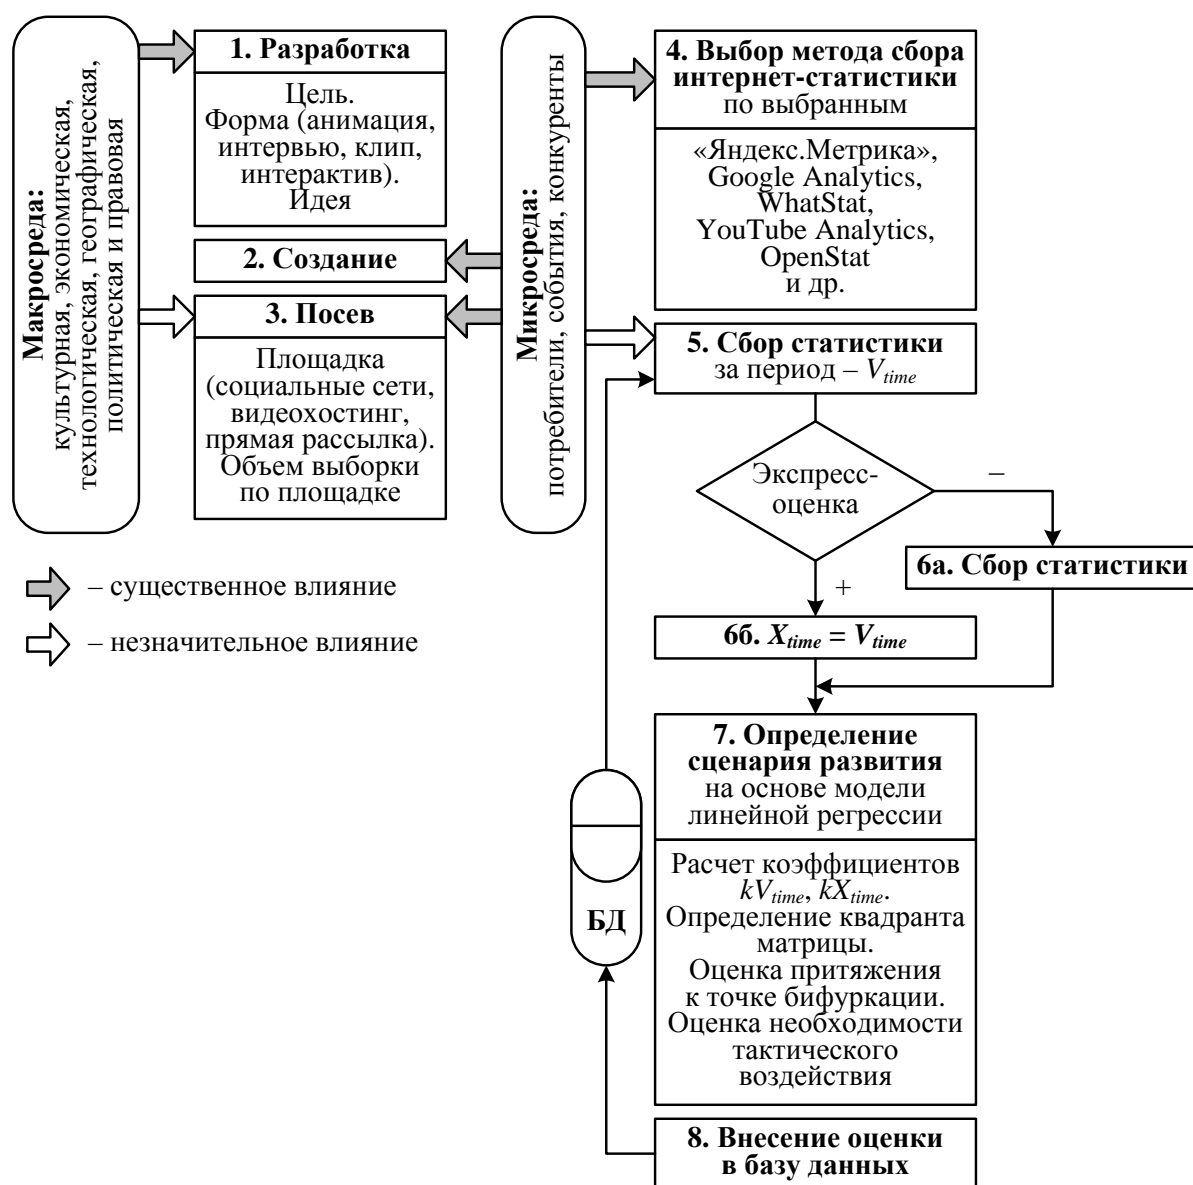 Макросреда:
культурная, экономическая,
технологическая, географическая,
политическая и правовая
1. Разработка
Цель.
Форма (анимация,
интервью, клип,
интерактив).
Идея
2. Создание
3. Посев
Площадка
(социальные сети,
видеохостинг,
прямая рассылка).
Объем выборки
по площадке
Микросреда:
потребители, события, конкуренты
4. Выбор метода сбора
интернет-статистики
по выбранным
«Яндекс.Метрика»,
Google Analytics,
WhatStat,
YouTube Analytics,
OpenStat
и др.
5. Сбор статистики
за период – Vtime
Экспресс-
оценка
–
+
6а. Сбор статистики
6б. Xtime = Vtime
7. Определение
сценария развития
на основе модели
линейной регрессии
Расчет коэффициентов
kVtime, kXtime.
Определение квадранта
матрицы.
Оценка притяжения
к точке бифуркации.
Оценка необходимости
тактического
воздействия
8. Внесение оценки
в базу данных
БД
– существенное влияние
– незначительное влияние